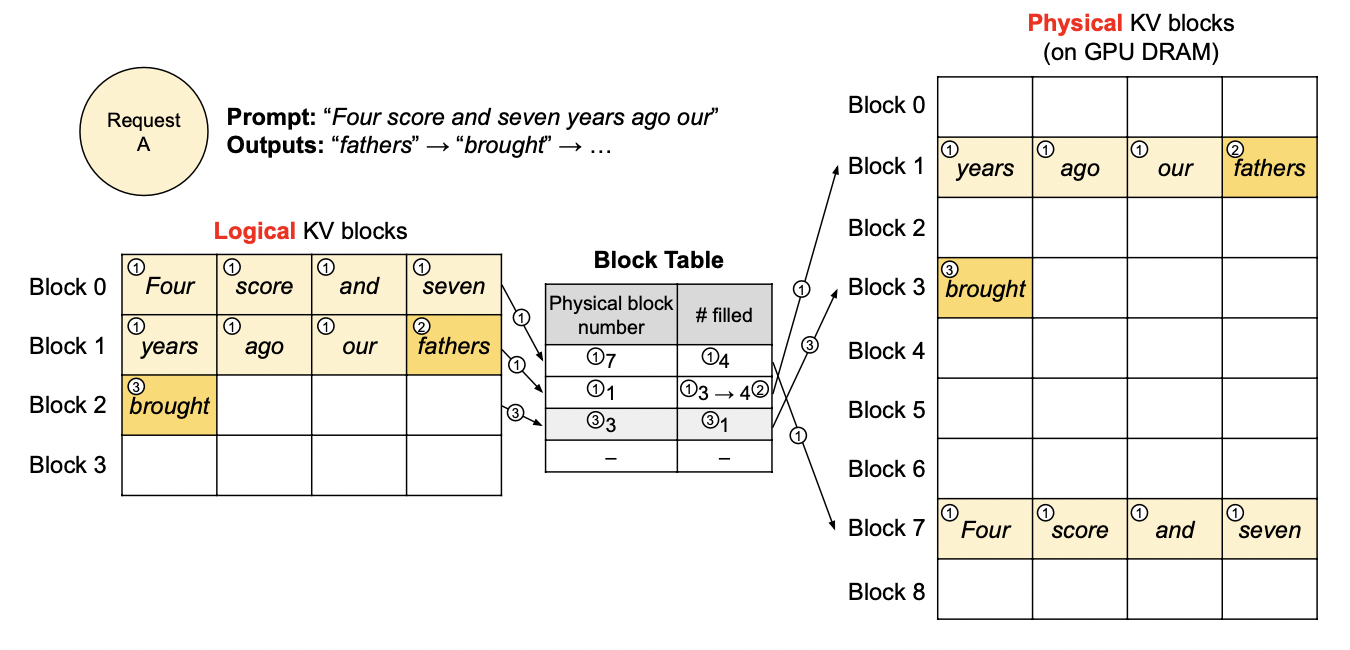 Physical KV blocks
(on GPU DRAM)
Request
A
Prompt: “Four score and seven years ago our”
Outputs: “fathers” → “brought” → …
Logical KV blocks
Block 0
① Four ① score ① and ① seven
Block 1
① years ① ago ① our ② fathers
Block 2
③ brought
Block 3
① ① ③
Block Table
Physical block
number
# filled
①7 ①4
①1 ①3 → 4②
③3 ③1
– –
① ③ ①
Block 0
Block 1
① years ① ago ① our ② fathers
Block 2
Block 3
③ brought
Block 4
Block 5
Block 6
Block 7
① Four ① score ① and ① seven
Block 8